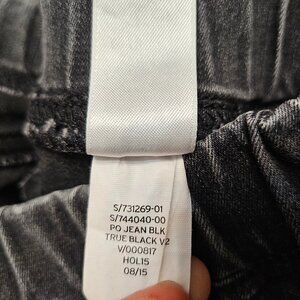 S/731269-01
S/744040-00
PO JEAN BLK
TRUE BLACK V2
V/000817
HOL15
08/15